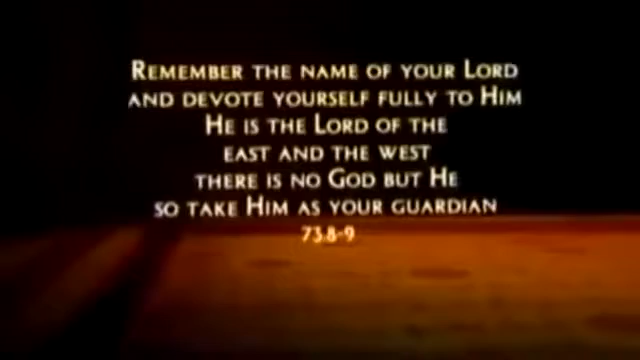 Remember the name of your Lord
and devote yourself fully to Him
He is the Lord of the
east and the west
there is no God but He
so take Him as your guardian
73.8-9